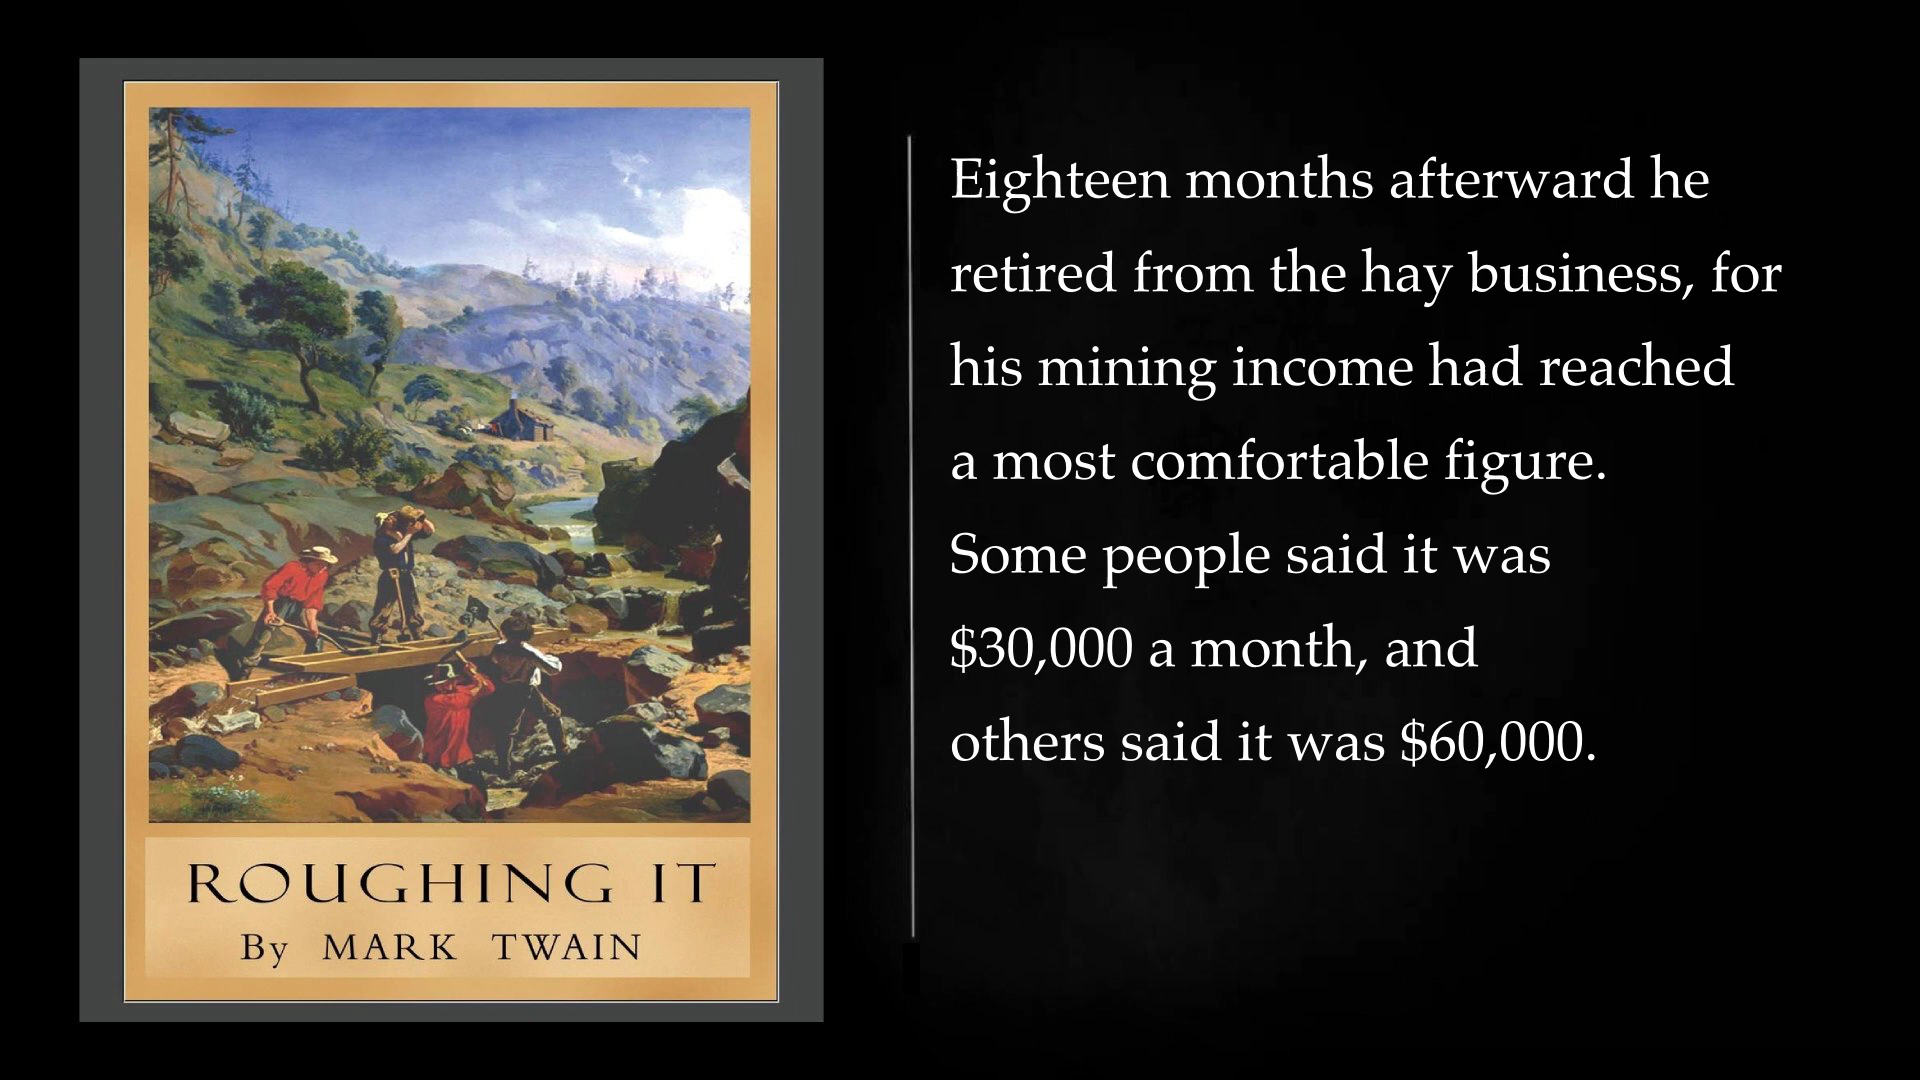 ROUGHING IT
By MARK TWAIN
Eighteen months afterward he
retired from the hay business, for
his mining income had reached
a most comfortable figure.
Some people said it was
$30,000 a month, and
others said it was $60,000.